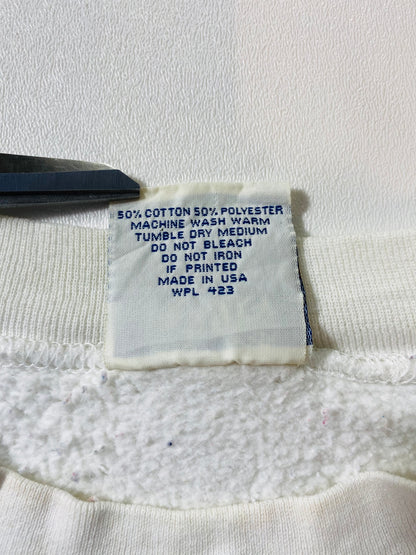 50% COTTON 50% POLYESTER
MACHINE WASH WARM
TUMBLE DRY MEDIUM
DO NOT BLEACH
DO NOT IRON
IF PRINTED
MADE IN USA
WPL 423